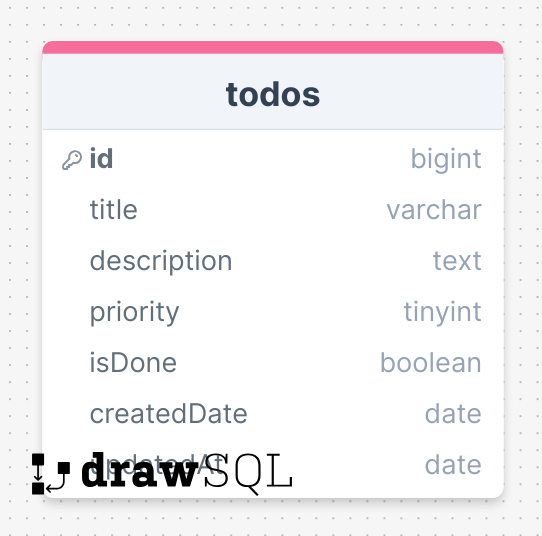 todos
id bigint
title varchar
description text
priority tinyint
isDone boolean
createdDate date
updatedAt date
drawSQL